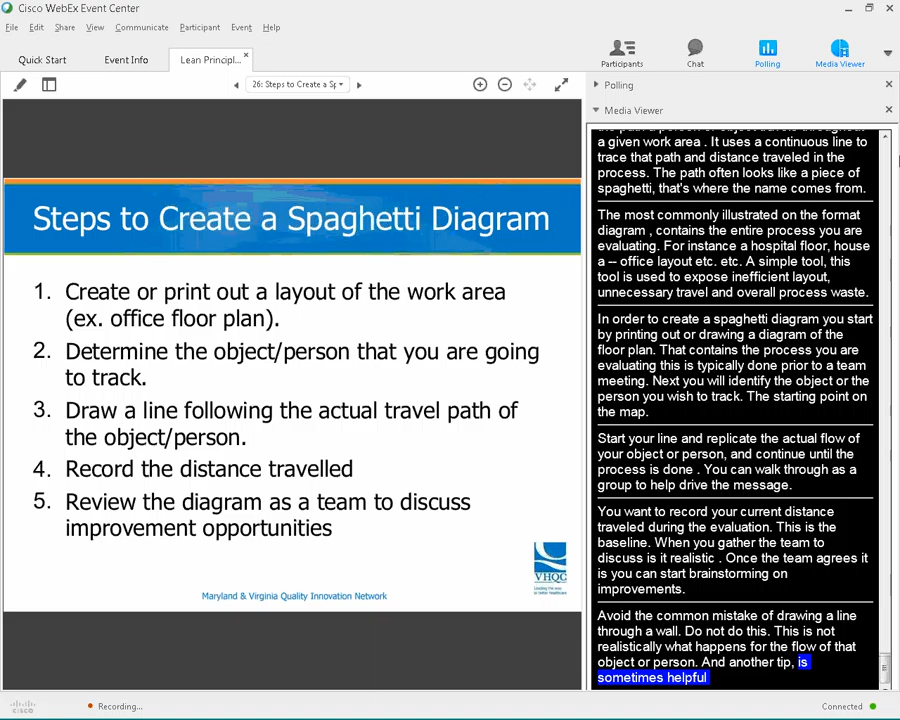 Cisco WebEx Event Center
File Edit Share View Communicate Participant Event Help
Quick Start Event Info Lean Principl...
Participants Chat Polling Media Viewer
26: Steps to Create a Sp
Polling
Media Viewer
Steps to Create a Spaghetti Diagram
1. Create or print out a layout of the work area
(ex. office floor plan).
2. Determine the object/person that you are going
to track.
3. Draw a line following the actual travel path of
the object/person.
4. Record the distance travelled
5. Review the diagram as a team to discuss
improvement opportunities
VHQC
Maryland & Virginia Quality Innovation Network
a given work area . It uses a continuous line to
trace that path and distance traveled in the
process. The path often looks like a piece of
spaghetti, that's where the name comes from.
The most commonly illustrated on the format
diagram , contains the entire process you are
evaluating. For instance a hospital floor, house
a -- office layout etc. etc. A simple tool, this
tool is used to expose inefficient layout,
unnecessary travel and overall process waste.
In order to create a spaghetti diagram you start
by printing out or drawing a diagram of the
floor plan. That contains the process you are
evaluating this is typically done prior to a team
meeting. Next you will identify the object or the
person you wish to track. The starting point on
the map.
Start your line and replicate the actual flow of
your object or person, and continue until the
process is done . You can walk through as a
group to help drive the message.
You want to record your current distance
traveled during the evaluation. This is the
baseline. When you gather the team to
discuss is it realistic . Once the team agrees it
is you can start brainstorming on
improvements.
Avoid the common mistake of drawing a line
through a wall. Do not do this. This is not
realistically what happens for the flow of that
object or person. And another tip, is
sometimes helpful
cisco
Recording...
Connected